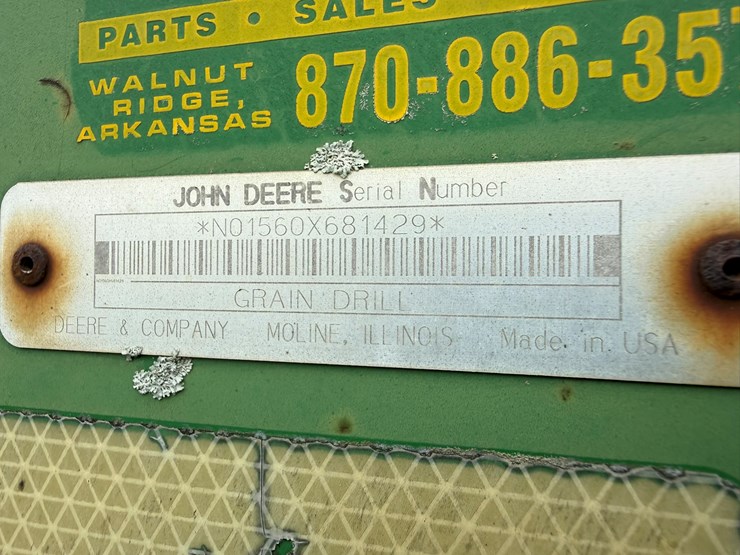 PARTS • SALES
WALNUT
RIDGE,
ARKANSAS
870-886-35
JOHN DEERE Serial Number
*N01560X681429*
GRAIN DRILL
DEERE & COMPANY MOLINE, ILLINOIS Made in USA